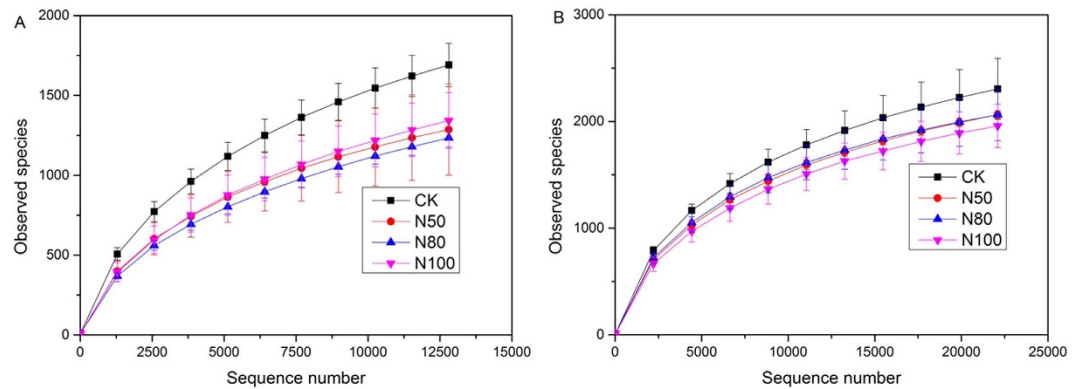 A
2000
1500
1000
500
0
Observed species
0 2500 5000 7500 10000 12500 15000
Sequence number
CK
N50
N80
N100
B
3000
2000
1000
0
Observed species
0 5000 10000 15000 20000 25000
Sequence number
CK
N50
N80
N100